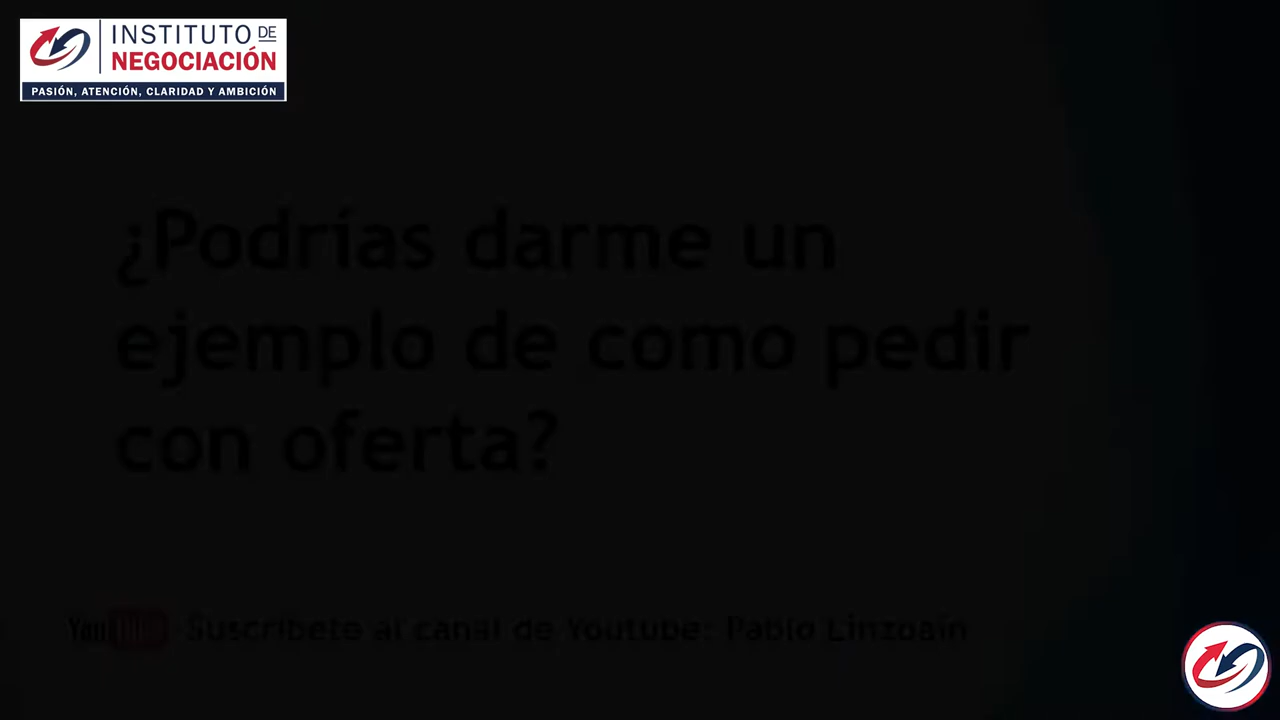 INSTITUTO DE
NEGOCIACIÓN
PASIÓN, ATENCIÓN, CLARIDAD Y AMBICIÓN
¿Podrías darme un
ejemplo de como pedir
con oferta?
YouTube Suscríbete al canal de Youtube: Pablo Linzoain